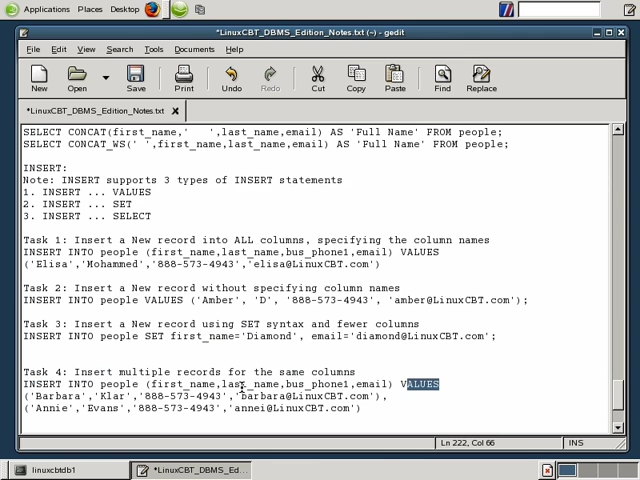 Applications Places Desktop
*LinuxCBT_DBMS_Edition_Notes.txt (~) - gedit
File Edit View Search Tools Documents Help
New Open Save Print Undo Redo Cut Copy Paste Find Replace
*LinuxCBT_DBMS_Edition_Notes.txt
SELECT CONCAT(first_name,'   ',last_name,email) AS 'Full Name' FROM people;
SELECT CONCAT_WS(' ',first_name,last_name,email) AS 'Full Name' FROM people;
INSERT:
Note: INSERT supports 3 types of INSERT statements
1. INSERT ... VALUES
2. INSERT ... SET
3. INSERT ... SELECT
Task 1: Insert a New record into ALL columns, specifying the column names
INSERT INTO people (first_name,last_name,bus_phone1,email) VALUES
('Elisa','Mohammed','888-573-4943','elisa@LinuxCBT.com')
Task 2: Insert a New record without specifying column names
INSERT INTO people VALUES ('Amber', 'D', '888-573-4943', 'amber@LinuxCBT.com');
Task 3: Insert a New record using SET syntax and fewer columns
INSERT INTO people SET first_name='Diamond', email='diamond@LinuxCBT.com';
Task 4: Insert multiple records for the same columns
INSERT INTO people (first_name,last_name,bus_phone1,email) VALUES
('Barbara','Klar','888-573-4943','barbara@LinuxCBT.com'),
('Annie','Evans','888-573-4943','annei@LinuxCBT.com')
Ln 222, Col 66 INS
linuxcbtdb1 *LinuxCBT_DBMS_Ed...